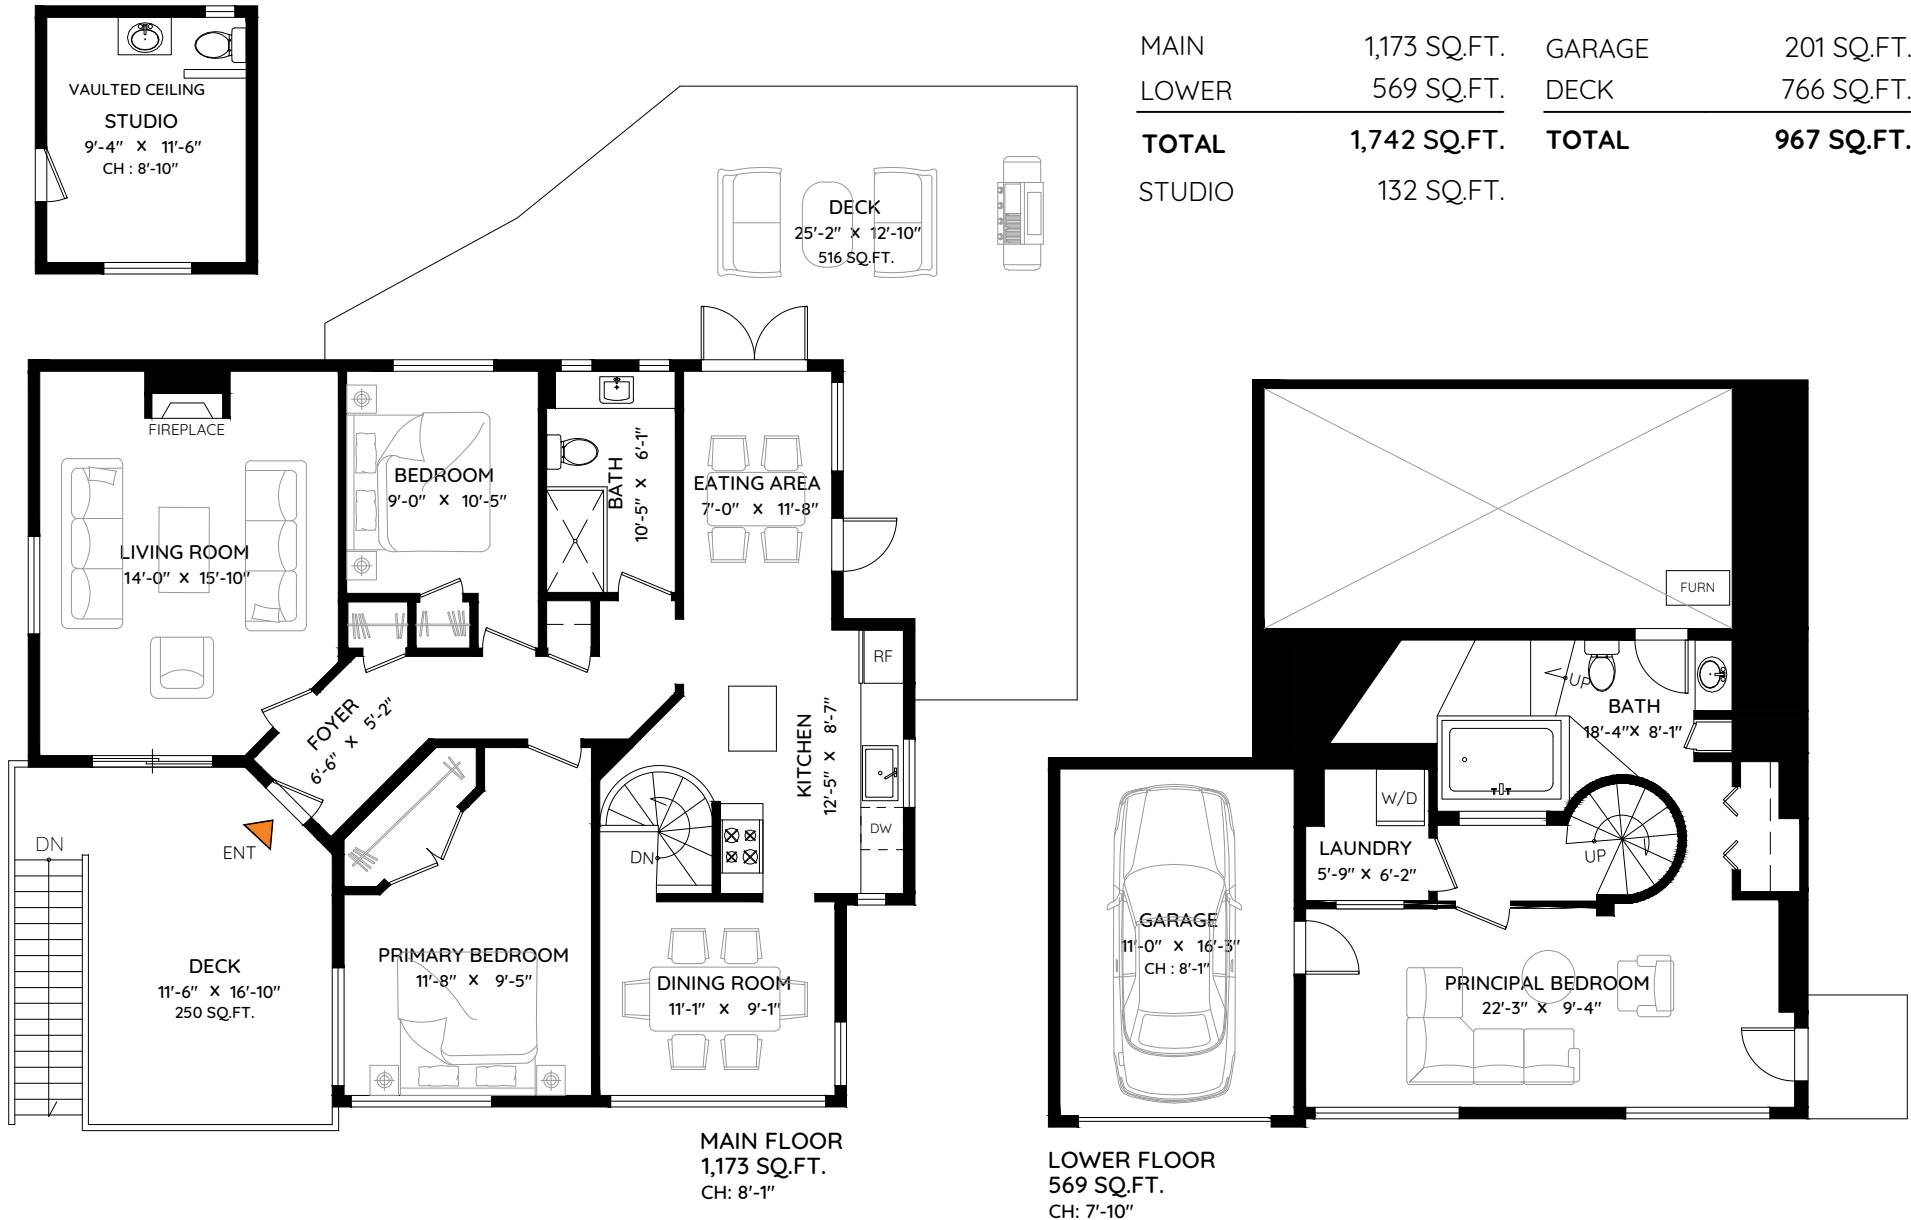 MAIN 1,173 SQ.FT. GARAGE 201 SQ.FT.
LOWER 569 SQ.FT. DECK 766 SQ.FT.
TOTAL 1,742 SQ.FT. TOTAL 967 SQ.FT.
STUDIO 132 SQ.FT.
VAULTED CEILING
STUDIO
9'-4" X 11'-6"
CH : 8'-10"
DECK
25'-2" X 12'-10"
516 SQ.FT.
FIREPLACE
LIVING ROOM
14'-0" X 15'-10"
BEDROOM
9'-0" X 10'-5"
BATH
10'-5" X 6'-1"
EATING AREA
7'-0" X 11'-8"
RF
FOYER
6'-6" X 5'-2"
KITCHEN
12'-5" X 8'-7"
DW
DN
ENT
DN
DECK
11'-6" X 16'-10"
250 SQ.FT.
PRIMARY BEDROOM
11'-8" X 9'-5"
DINING ROOM
11'-1" X 9'-1"
MAIN FLOOR
1,173 SQ.FT.
CH: 8'-1"
FURN
UP
BATH
18'-4" X 8'-1"
W/D
LAUNDRY
5'-9" X 6'-2"
UP
GARAGE
11'-0" X 16'-3"
CH : 8'-1"
PRINCIPAL BEDROOM
22'-3" X 9'-4"
LOWER FLOOR
569 SQ.FT.
CH: 7'-10"